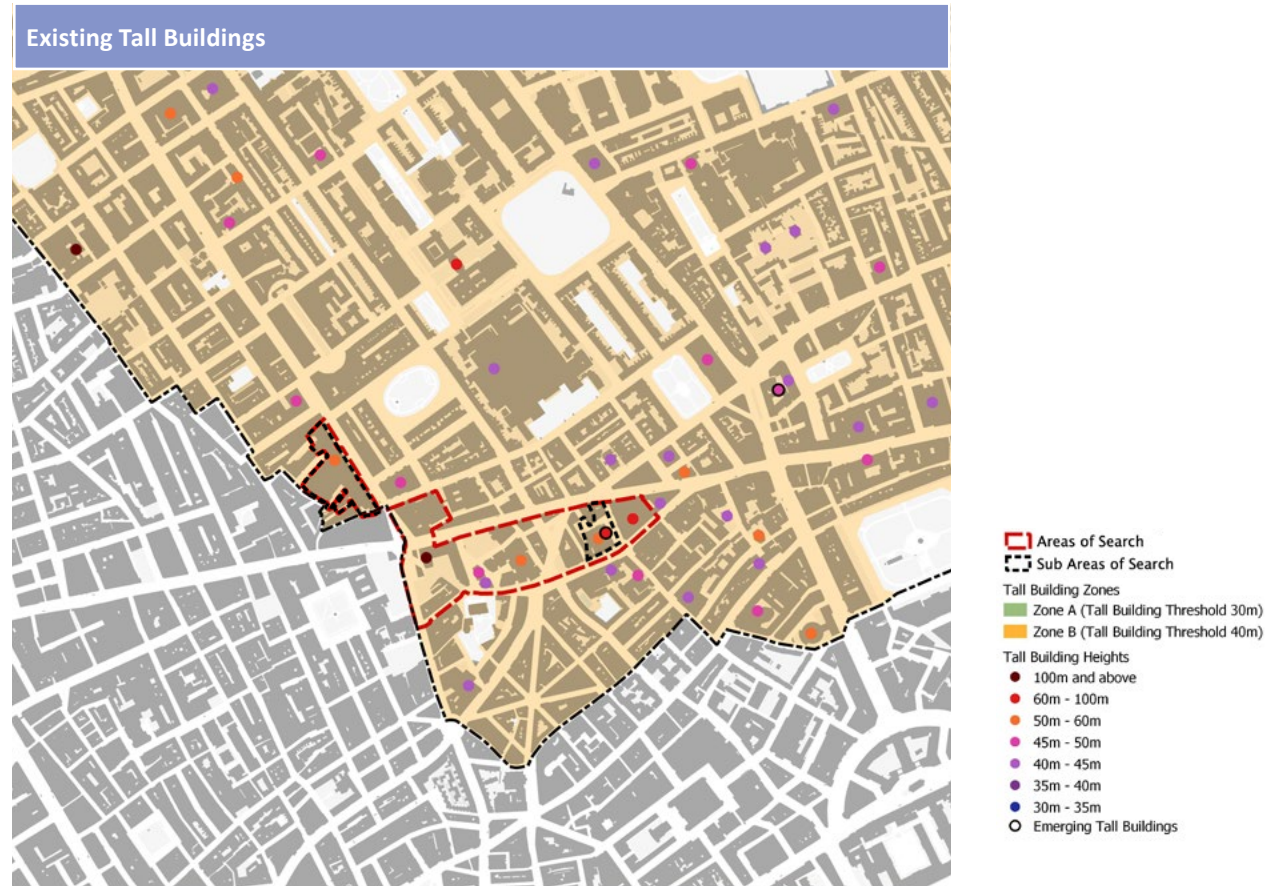 Existing Tall Buildings
Areas of Search
Sub Areas of Search
Tall Building Zones
Zone A (Tall Building Threshold 30m)
Zone B (Tall Building Threshold 40m)
Tall Building Heights
100m and above
60m - 100m
50m - 60m
45m - 50m
40m - 45m
35m - 40m
30m - 35m
Emerging Tall Buildings